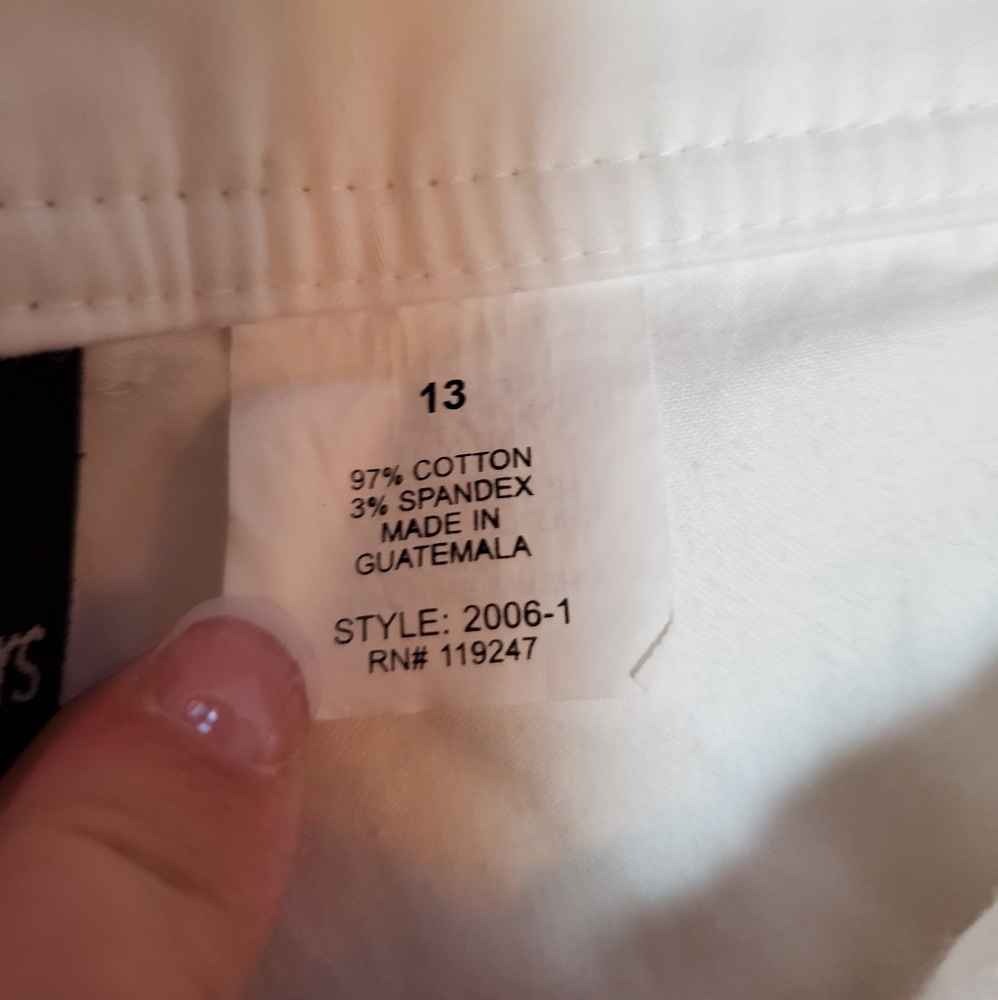 13
97% COTTON
3% SPANDEX
MADE IN
GUATEMALA
STYLE: 2006-1
RN# 119247